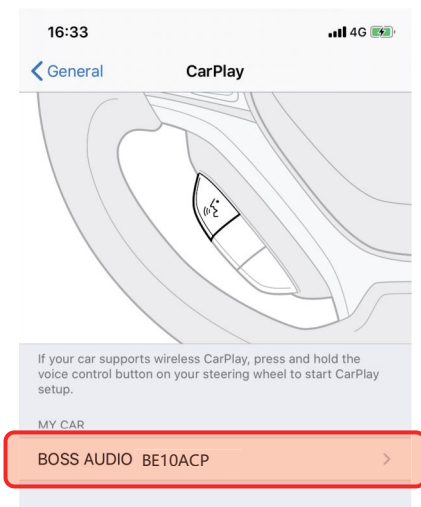 16:33 4G
General CarPlay
If your car supports wireless CarPlay, press and hold the
voice control button on your steering wheel to start CarPlay
setup.
MY CAR
BOSS AUDIO BE10ACP